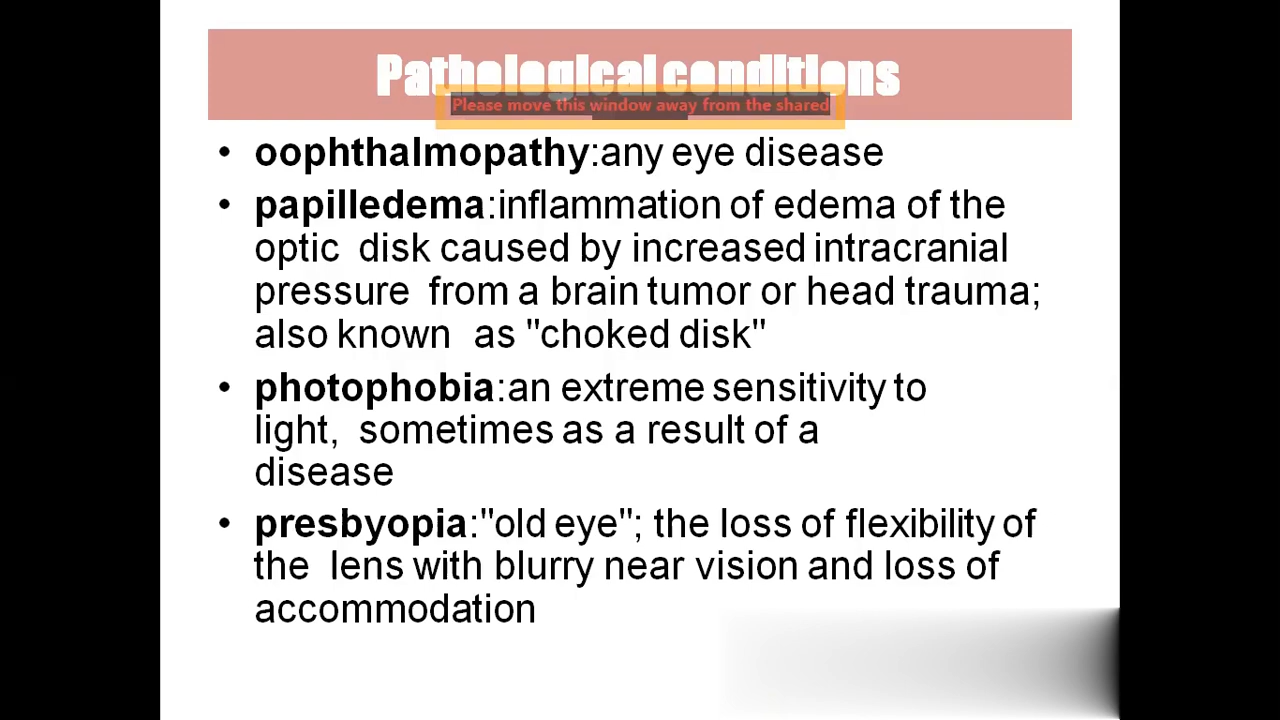 Pathological conditions
Please move this window away from the shared
• oophthalmopathy:any eye disease
• papilledema:inflammation of edema of the
optic disk caused by increased intracranial
pressure from a brain tumor or head trauma;
also known as "choked disk"
• photophobia:an extreme sensitivity to
light, sometimes as a result of a
disease
• presbyopia:"old eye"; the loss of flexibility of
the lens with blurry near vision and loss of
accommodation